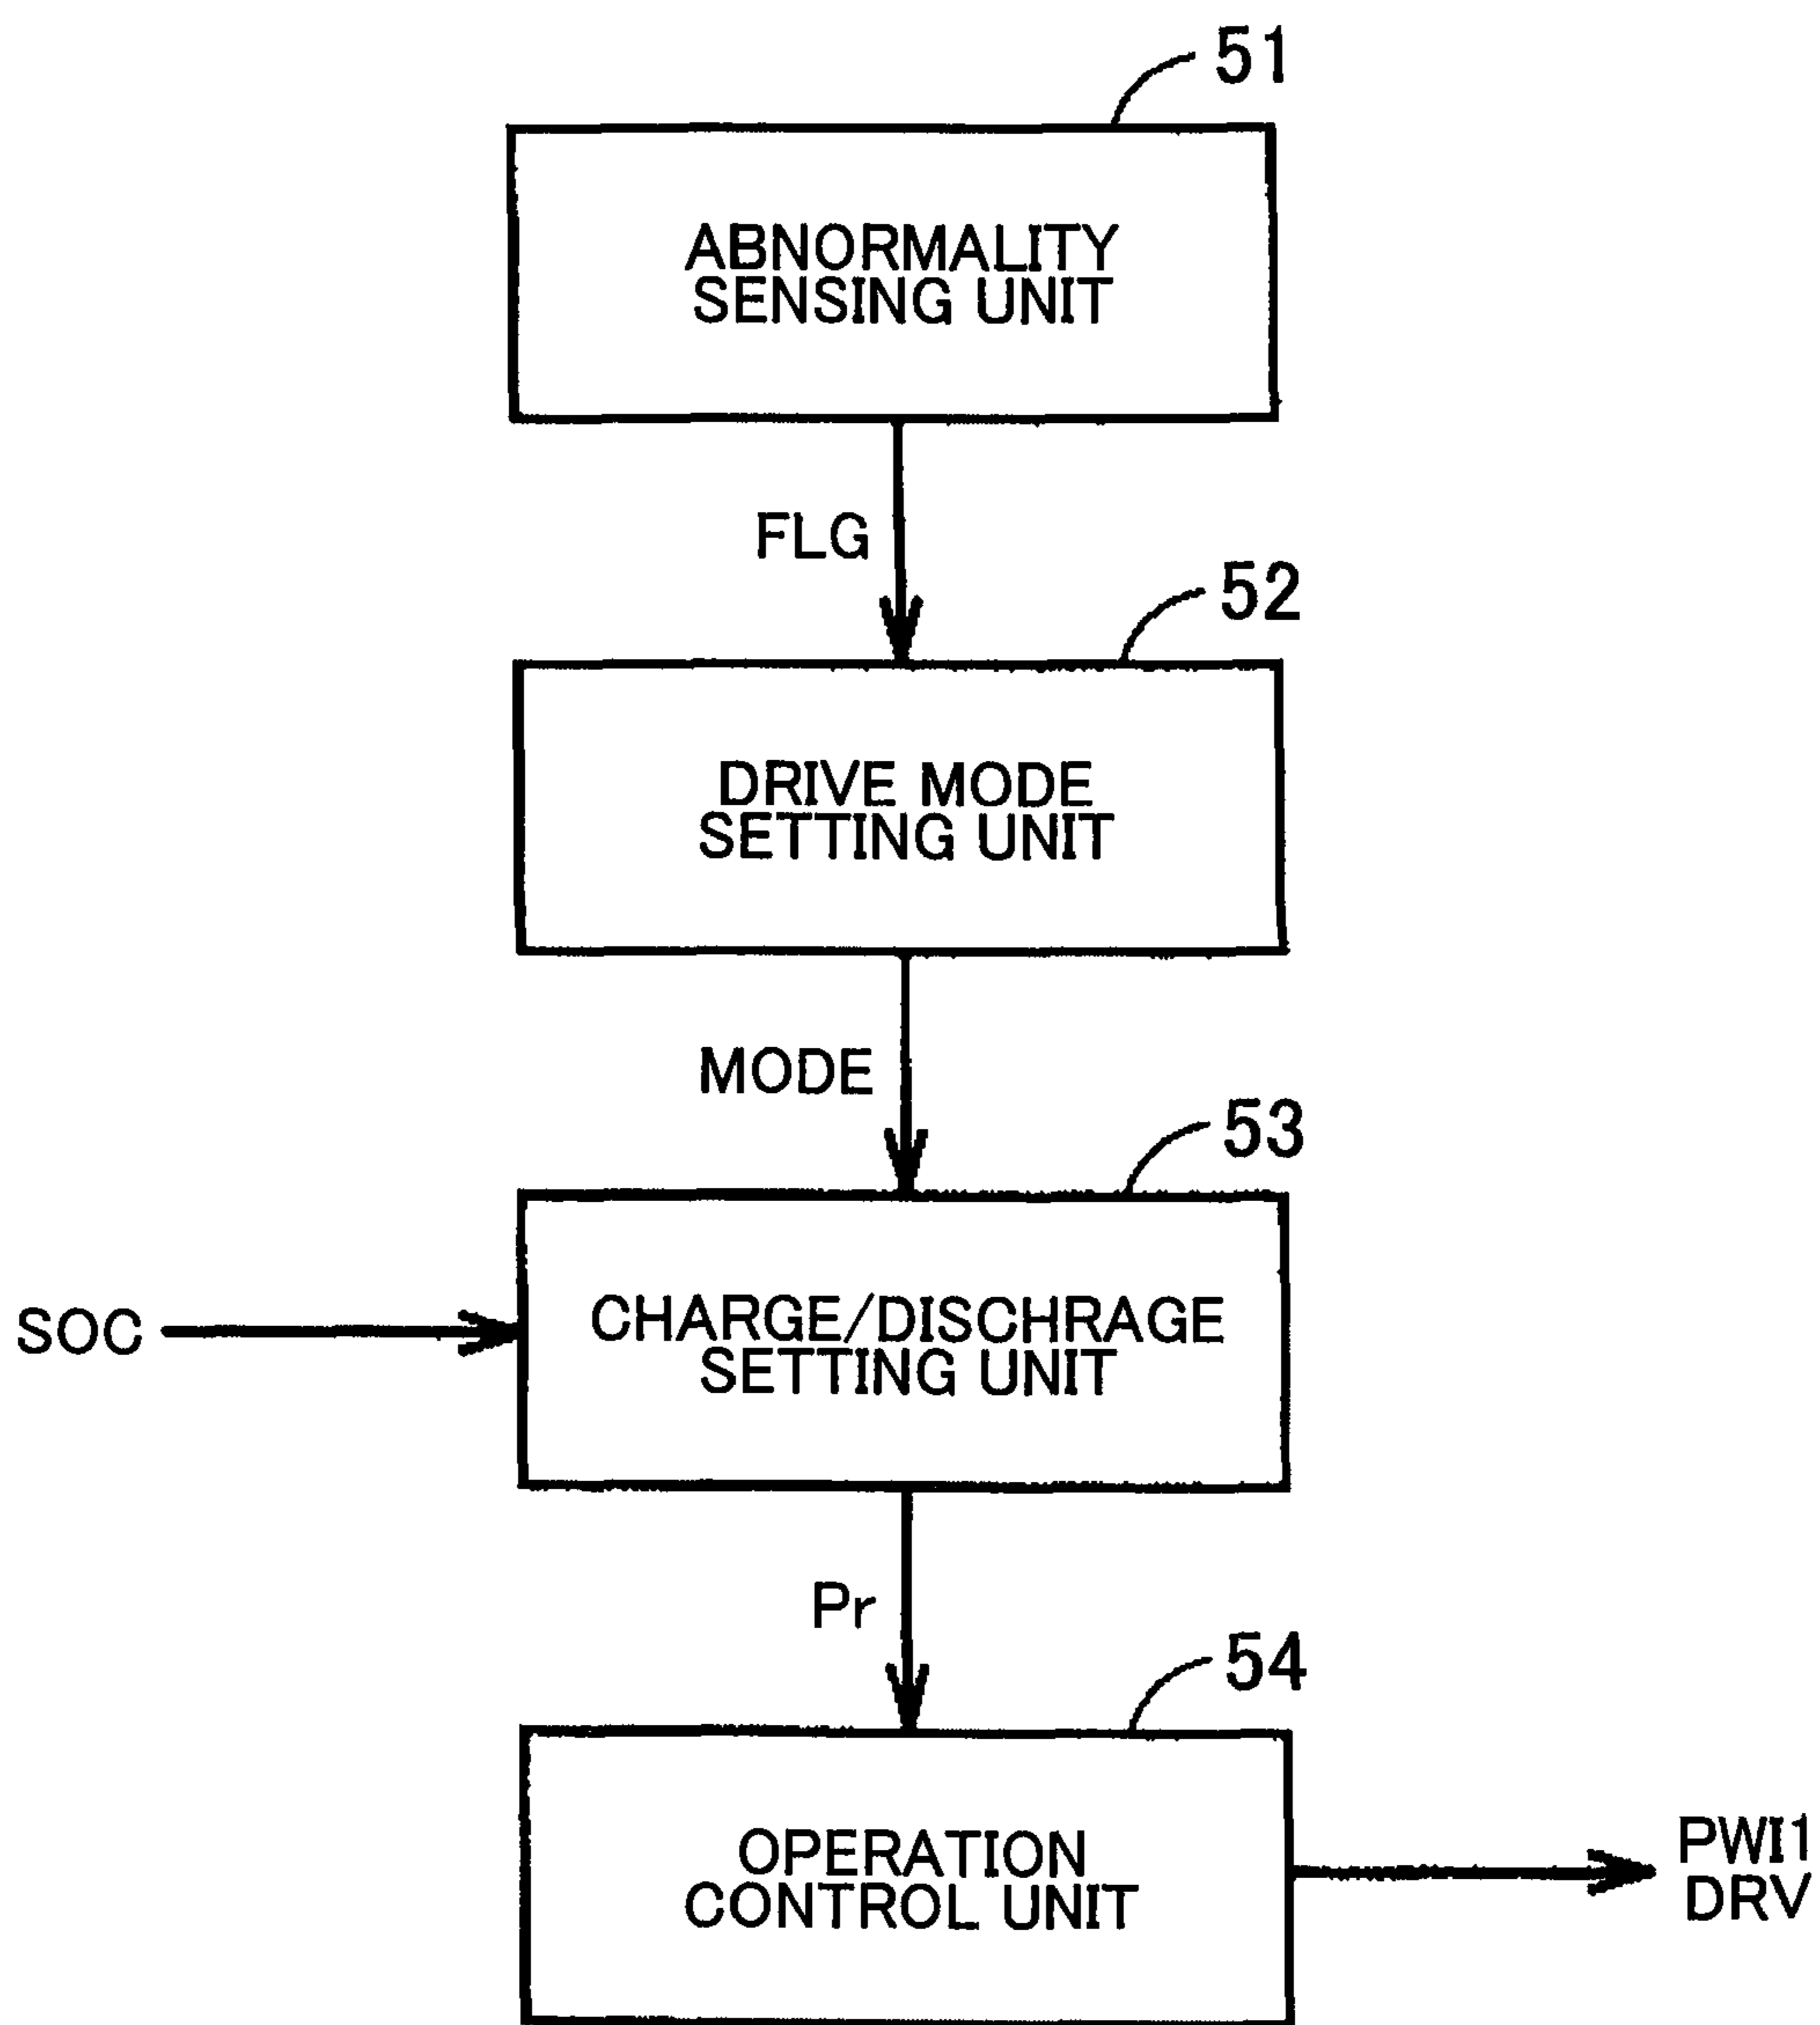 51
ABNORMALITY
SENSING UNIT
FLG
52
DRIVE MODE
SETTING UNIT
MODE
53
SOC
CHARGE/DISCHRAGE
SETTING UNIT
Pr
54
OPERATION
CONTROL UNIT
PWI1
DRV